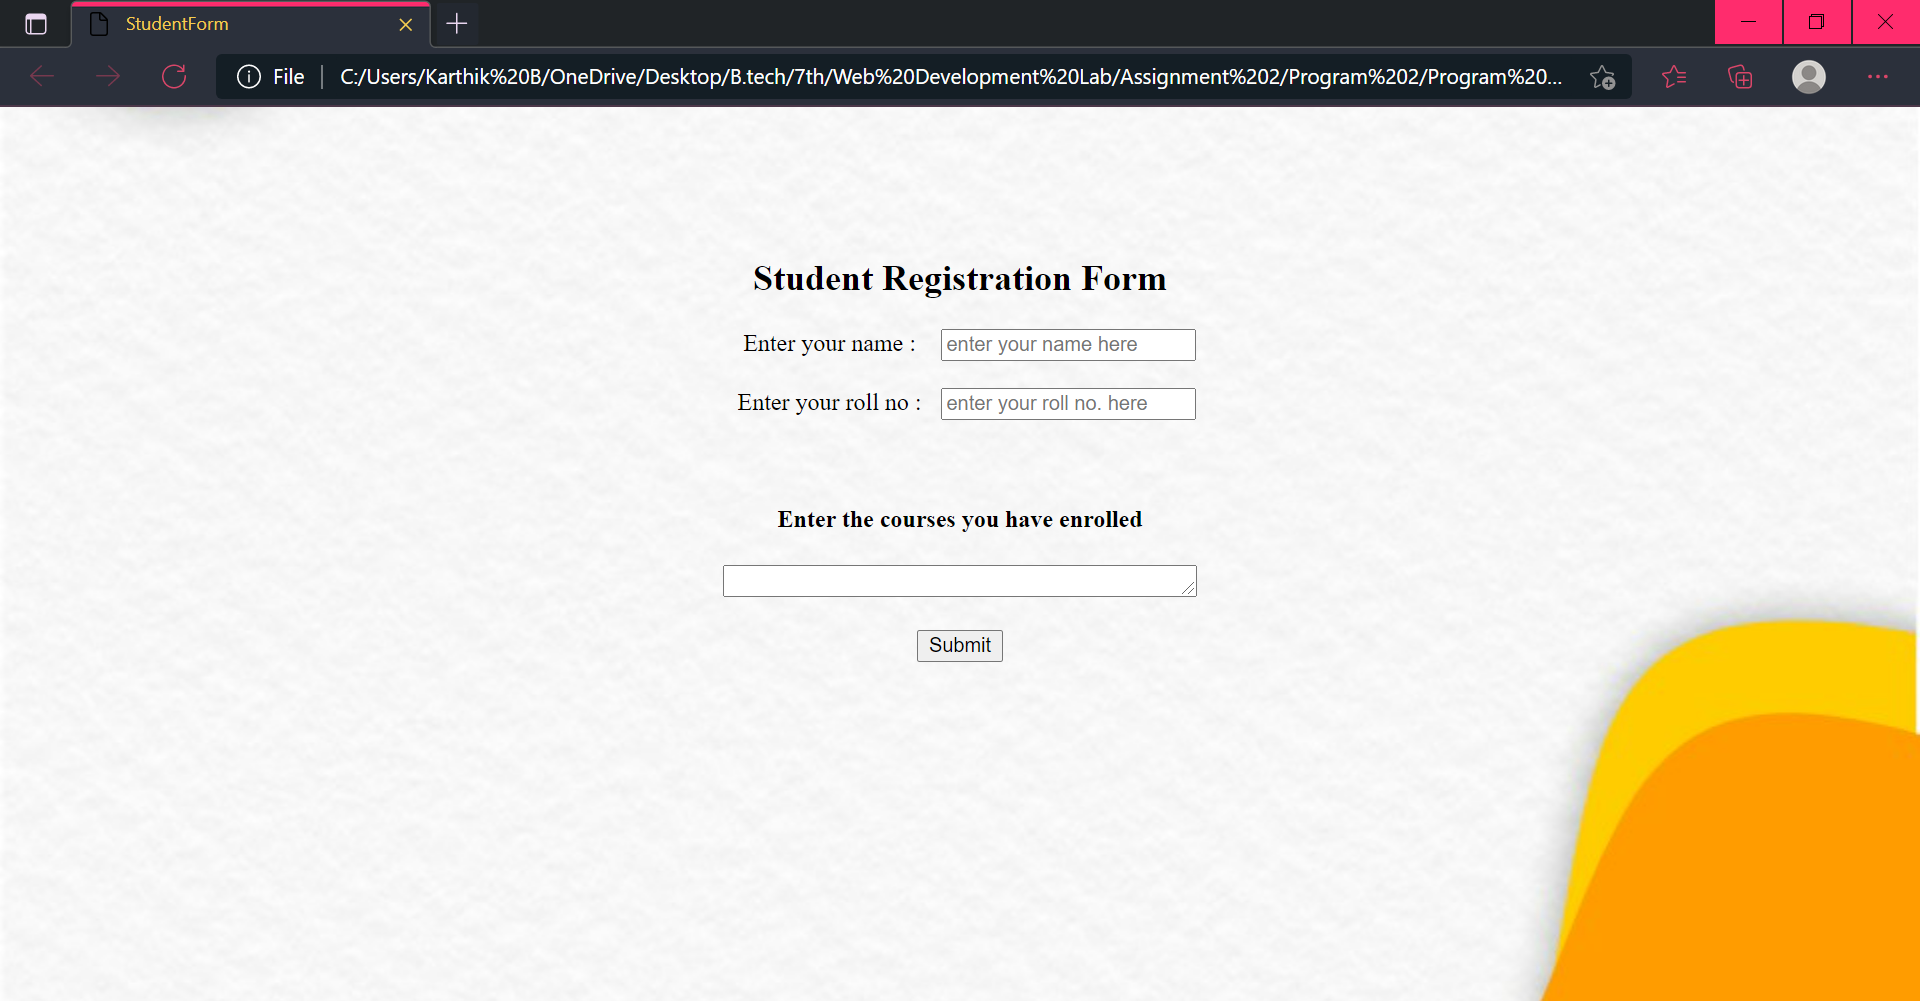 StudentForm
File
C:/Users/Karthik%20B/OneDrive/Desktop/B.tech/7th/Web%20Development%20Lab/Assignment%202/Program%202/Program%20...
Student Registration Form
Enter your name : enter your name here
Enter your roll no : enter your roll no. here
Enter the courses you have enrolled
Submit